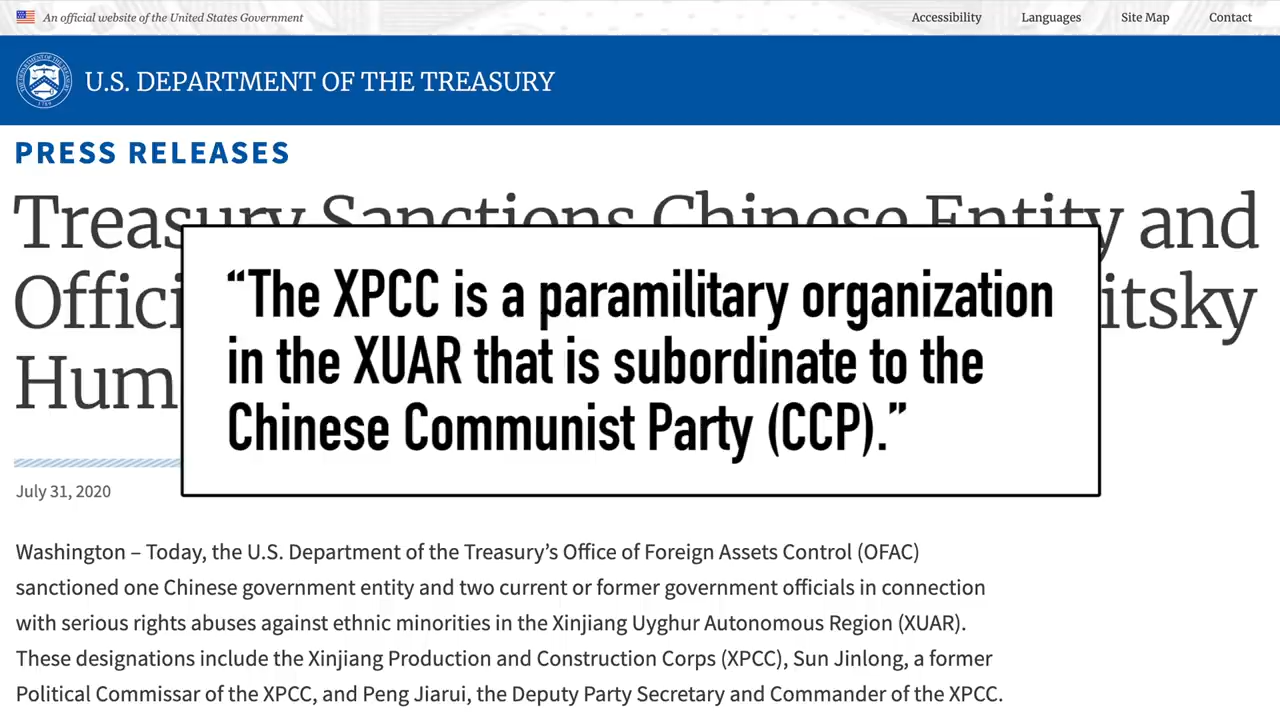 An official website of the United States Government
Accessibility Languages Site Map Contact
U.S. DEPARTMENT OF THE TREASURY
PRESS RELEASES
Treasury Sanctions Chinese Entity and
“The XPCC is a paramilitary organization
in the XUAR that is subordinate to the
Chinese Communist Party (CCP).”
July 31, 2020
Washington – Today, the U.S. Department of the Treasury’s Office of Foreign Assets Control (OFAC)
sanctioned one Chinese government entity and two current or former government officials in connection
with serious rights abuses against ethnic minorities in the Xinjiang Uyghur Autonomous Region (XUAR).
These designations include the Xinjiang Production and Construction Corps (XPCC), Sun Jinlong, a former
Political Commissar of the XPCC, and Peng Jiarui, the Deputy Party Secretary and Commander of the XPCC.